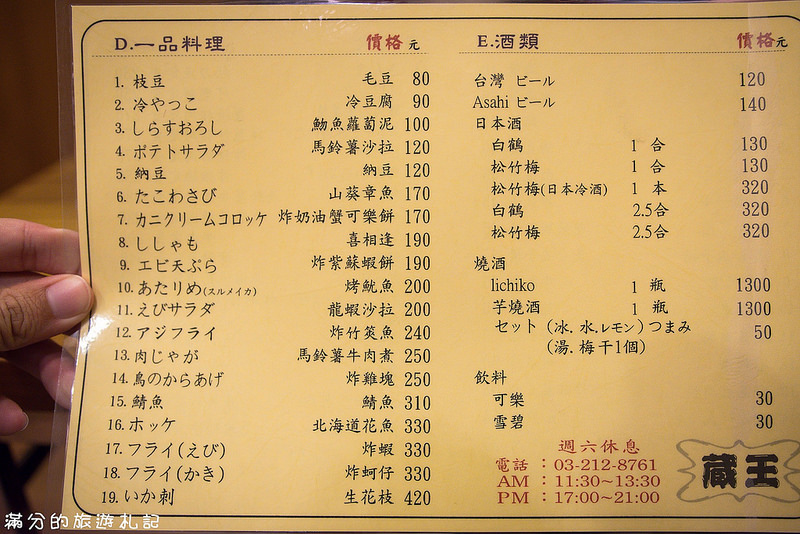 D.一品料理 價格 元
1. 枝豆 毛豆 80
2. 冷やっこ 冷豆腐 90
3. しらすおろし 魩魚蘿蔔泥 100
4. ポテトサラダ 馬鈴薯沙拉 120
5. 納豆 納豆 120
6. たこわさび 山葵章魚 170
7. カニクリームコロッケ 炸奶油蟹可樂餅 170
8. ししゃも 喜相逢 190
9. エビ天ぷら 炸紫蘇蝦餅 190
10. あたりめ(スルメイカ) 烤魷魚 200
11. えびサラダ 龍蝦沙拉 200
12. アジフライ 炸竹筴魚 240
13. 肉じゃが 馬鈴薯牛肉煮 250
14. 鳥のからあげ 炸雞塊 250
15. 鯖魚 鯖魚 310
16. ホッケ 北海道花魚 330
17. フライ(えび) 炸蝦 330
18. フライ(かき) 炸蚵仔 330
19. いか刺 生花枝 420
E.酒類 價格元
台灣 ビール 120
Asahi ビール 140
日本酒
白鶴 1 合 130
松竹梅 1 合 130
松竹梅(日本冷酒) 1 本 320
白鶴 2.5合 320
松竹梅 2.5合 320
燒酒
lichiko 1 瓶 1300
芋燒酒 1 瓶 1300
セット (冰.水.レモン) つまみ 50
(湯.梅干1個)
飲料
可樂 30
雪碧 30
週六休息
電話 : 03-212-8761
AM : 11:30~13:30
PM : 17:00~21:00
蔵王
滿分的旅遊札記